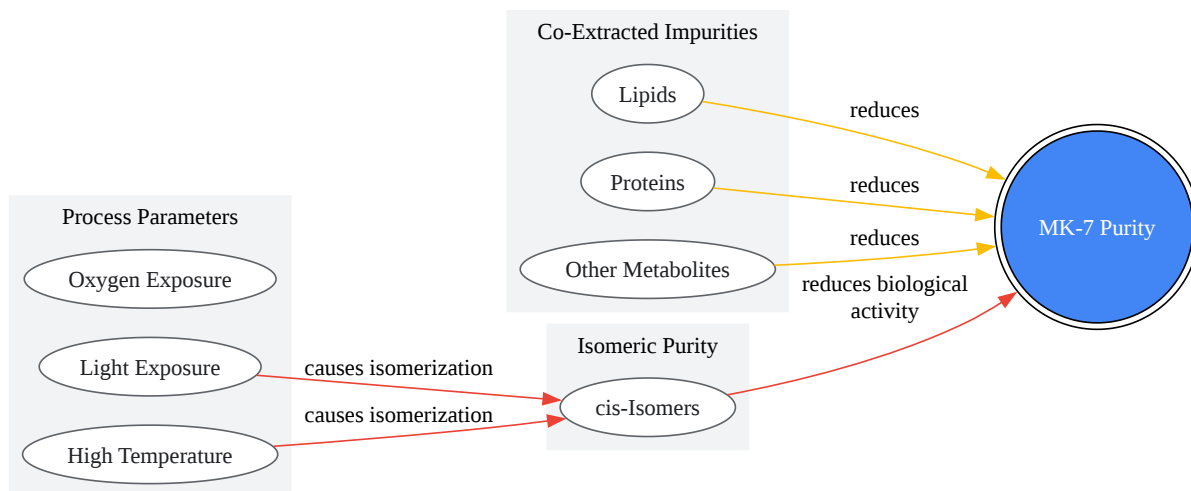 Co-Extracted Impurities
Lipids
reduces
Proteins
reduces
MK-7 Purity
Other Metabolites
reduces
reduces biological
activity
Process Parameters
Oxygen Exposure
Light Exposure
High Temperature
causes isomerization
causes isomerization
Isomeric Purity
cis-Isomers